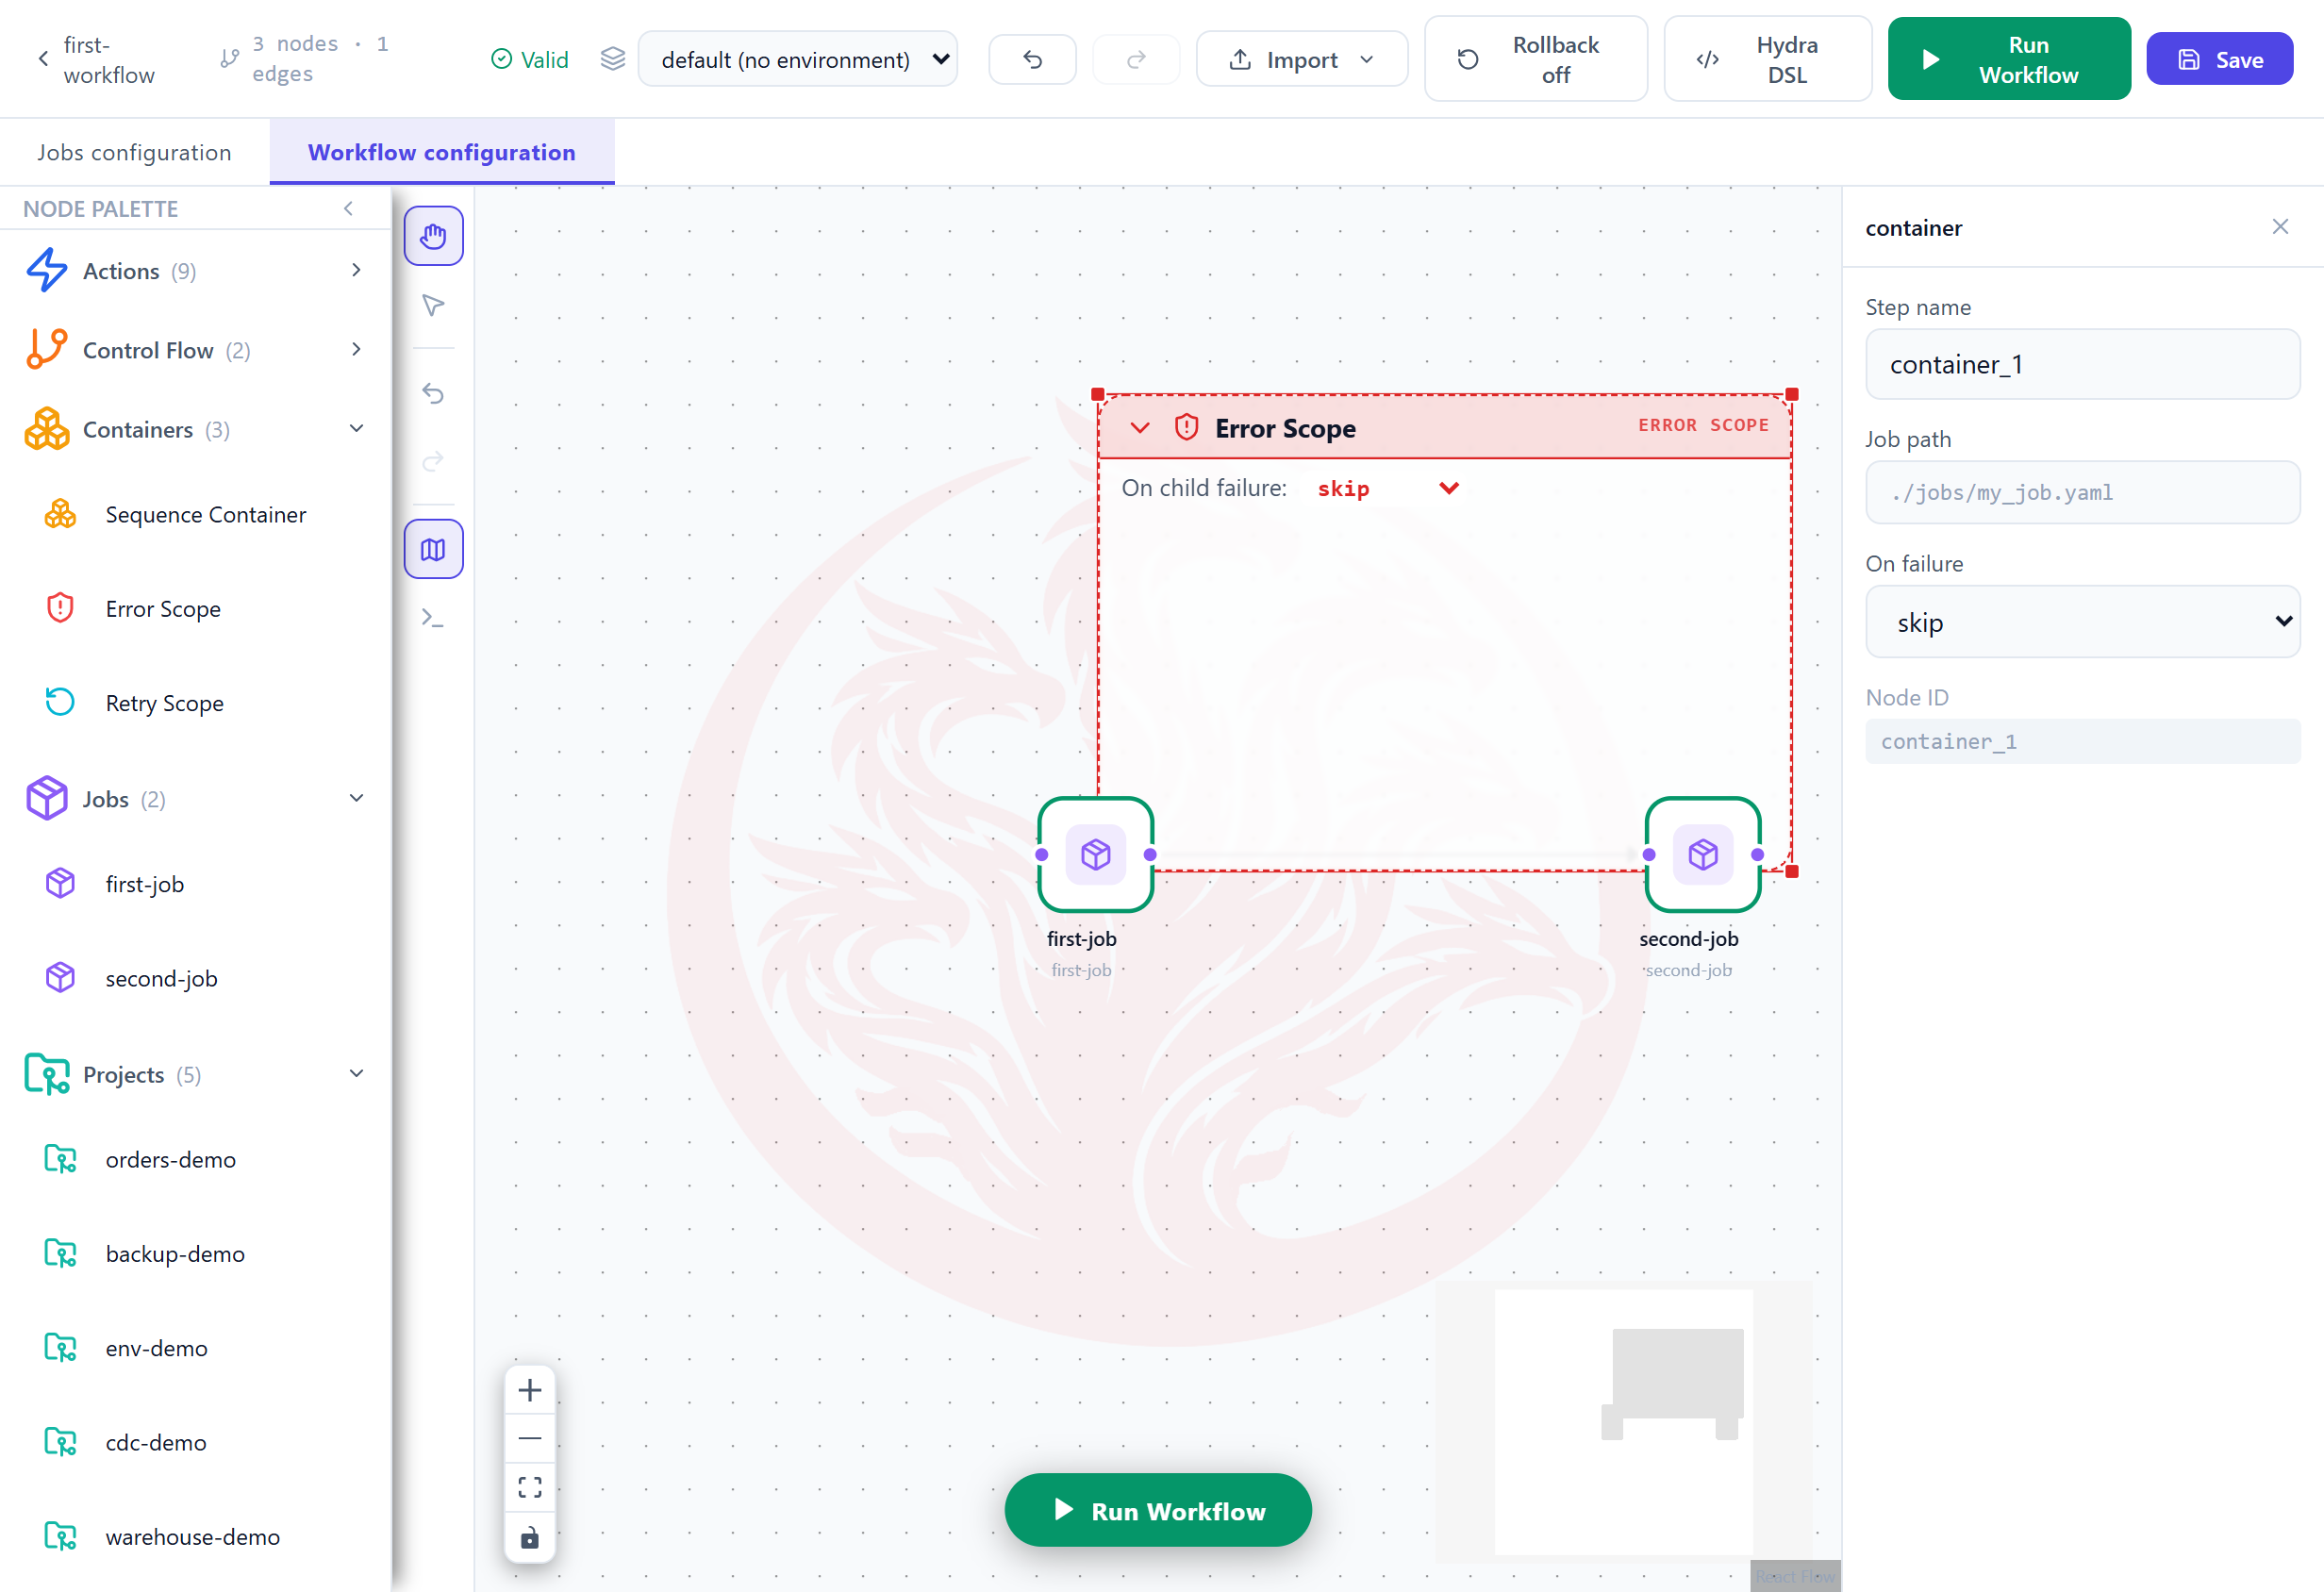 first-
workflow
3 nodes · 1
edges
Valid
default (no environment)
Import
Rollback
off
Hydra
DSL
Run
Workflow
Save
Jobs configuration
Workflow configuration
NODE PALETTE
Actions (9)
Control Flow (2)
Containers (3)
Sequence Container
Error Scope
Retry Scope
Jobs (2)
first-job
second-job
Projects (5)
orders-demo
backup-demo
env-demo
cdc-demo
warehouse-demo
Error Scope
ERROR SCOPE
On child failure: skip
first-job
first-job
second-job
second-job
Run Workflow
React Flow
container
Step name
container_1
Job path
./jobs/my_job.yaml
On failure
skip
Node ID
container_1